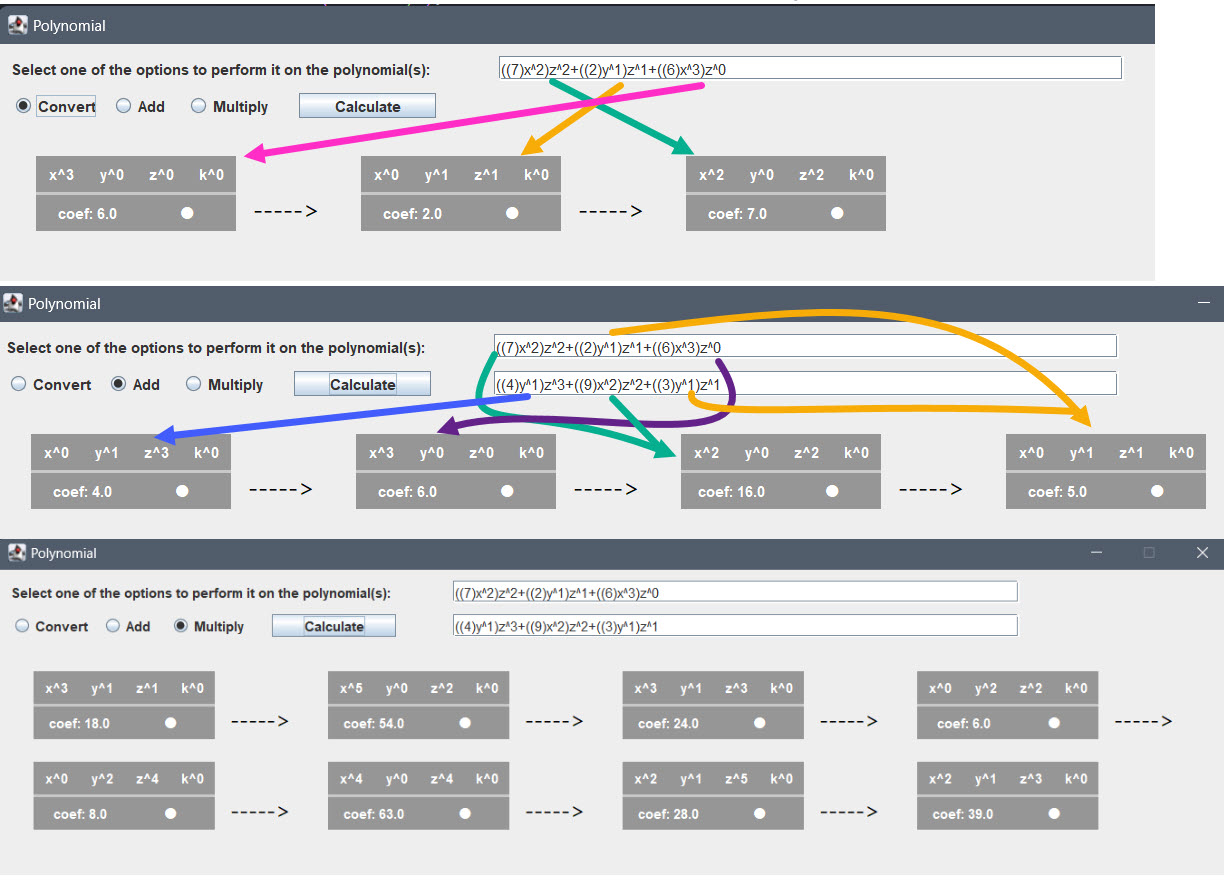 Polynomial
Select one of the options to perform it on the polynomial(s): ((7)x^2)z^2+((2)y^1)z^1+((6)x^3)z^0
Convert Add Multiply Calculate
x^3 y^0 z^0 k^0 x^0 y^1 z^1 k^0 x^2 y^0 z^2 k^0
coef: 6.0 -----> coef: 2.0 -----> coef: 7.0
Polynomial
Select one of the options to perform it on the polynomial(s): ((7)x^2)z^2+((2)y^1)z^1+((6)x^3)z^0
Convert Add Multiply Calculate ((4)y^1)z^3+((9)x^2)z^2+((3)y^1)z^1
x^0 y^1 z^3 k^0 x^3 y^0 z^0 k^0 x^2 y^0 z^2 k^0 x^0 y^1 z^1 k^0
coef: 4.0 -----> coef: 6.0 -----> coef: 16.0 -----> coef: 5.0
Polynomial
Select one of the options to perform it on the polynomial(s): ((7)x^2)z^2+((2)y^1)z^1+((6)x^3)z^0
Convert Add Multiply Calculate ((4)y^1)z^3+((9)x^2)z^2+((3)y^1)z^1
x^3 y^1 z^1 k^0 x^5 y^0 z^2 k^0 x^3 y^1 z^3 k^0 x^0 y^2 z^2 k^0
coef: 18.0 -----> coef: 54.0 -----> coef: 24.0 -----> coef: 6.0 ----->
x^0 y^2 z^4 k^0 x^4 y^0 z^4 k^0 x^2 y^1 z^5 k^0 x^2 y^1 z^3 k^0
coef: 8.0 -----> coef: 63.0 -----> coef: 28.0 -----> coef: 39.0